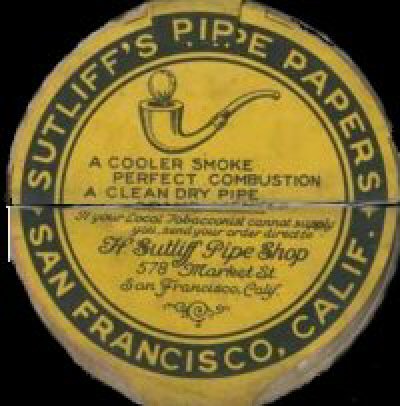 SUTLIFF'S PIPE PAPERS
A COOLER SMOKE
PERFECT COMBUSTION
A CLEAN DRY PIPE
If your Local Tobacconist cannot supply
you, send your order direct to
H Sutliff Pipe Shop
578 Market St
San Francisco, Calif
SAN FRANCISCO, CALIF.